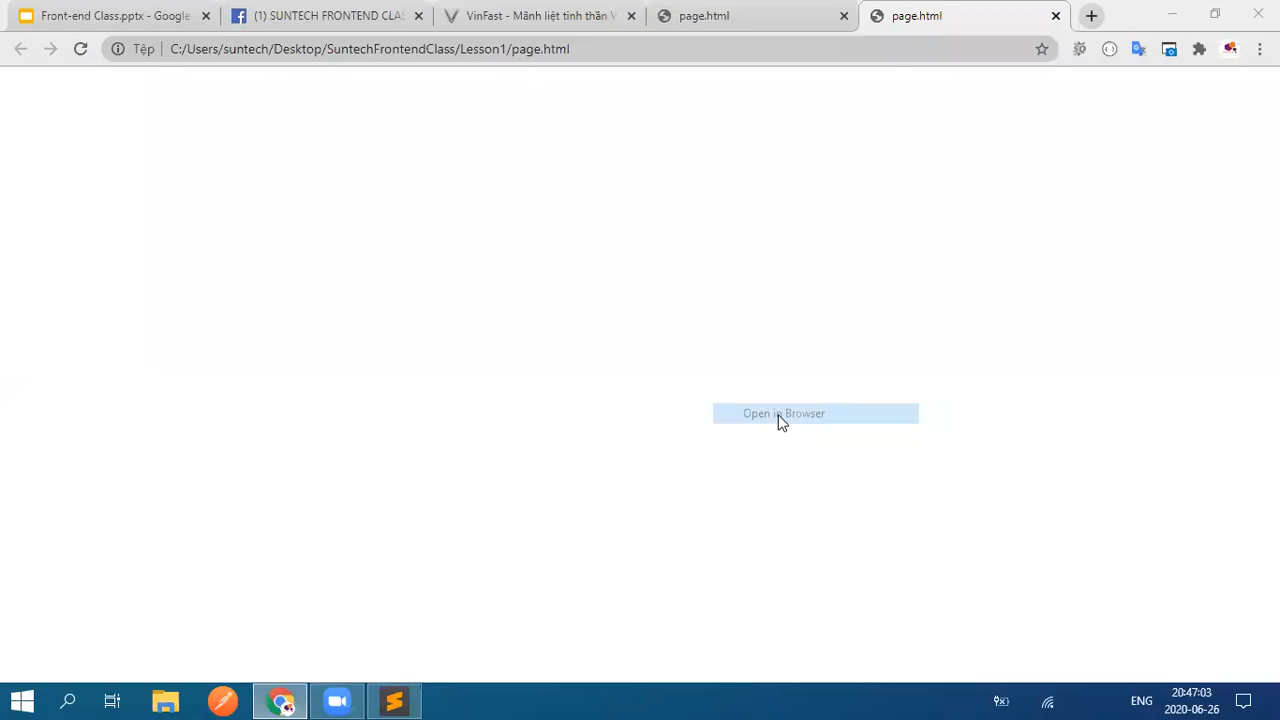 Front-end Class.pptx - Google
(1) SUNTECH FRONTEND CLAS
VinFast - Mãnh liệt tinh thần V
page.html
page.html
Tệp
C:/Users/suntech/Desktop/SuntechFrontendClass/Lesson1/page.html
Open in Browser
ENG
20:47:03
2020-06-26